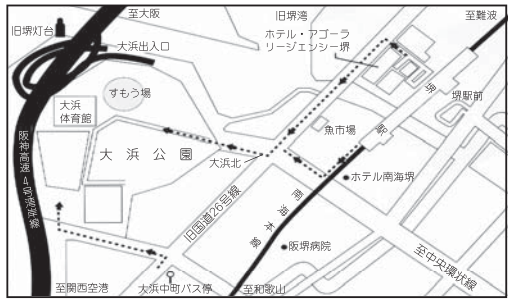 至大阪
旧堺港
至難波
旧堺灯台
大浜出入口
ホテル・アゴーラ
リージェンシー堺
堺駅
堺駅前
すもう場
大浜
体育館
魚市場
大浜公園
大浜北
ホテル南海堺
阪神高速4号湾岸線
旧国道26号線
南海本線
阪堺病院
至中央環状線
至関西空港
大浜中町バス停
至和歌山